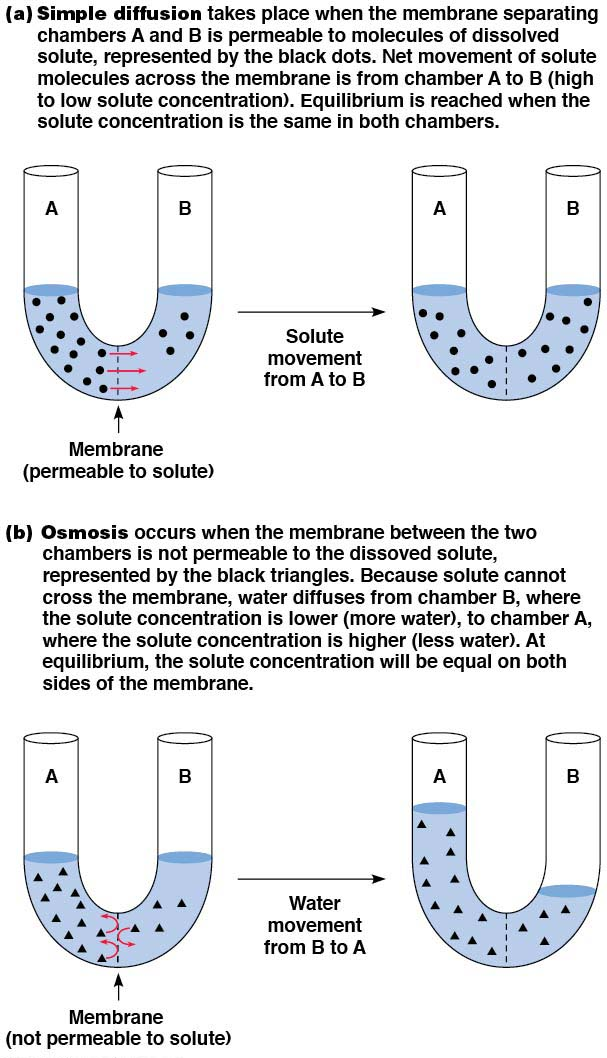 (a) Simple diffusion takes place when the membrane separating
chambers A and B is permeable to molecules of dissolved
solute, represented by the black dots. Net movement of solute
molecules across the membrane is from chamber A to B (high
to low solute concentration). Equilibrium is reached when the
solute concentration is the same in both chambers.
A
B
A
B
Solute
movement
from A to B
Membrane
(permeable to solute)
(b) Osmosis occurs when the membrane between the two
chambers is not permeable to the dissoved solute,
represented by the black triangles. Because solute cannot
cross the membrane, water diffuses from chamber B, where
the solute concentration is lower (more water), to chamber A,
where the solute concentration is higher (less water). At
equilibrium, the solute concentration will be equal on both
sides of the membrane.
A
B
A
B
Water
movement
from B to A
Membrane
(not permeable to solute)